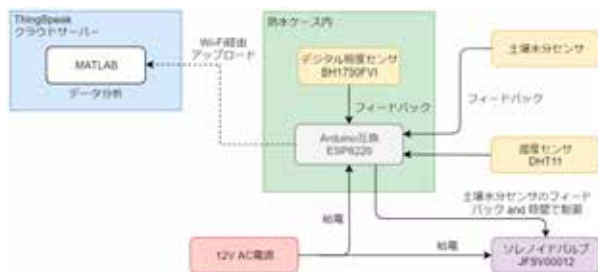 ThingSpeak
クラウドサーバー
MATLAB
データ分析
Wi-Fi経由
アップロード
防水ケース内
デジタル照度センサ
BH1750FVI
フィードバック
Arduino互換
ESP8220
土壌水分センサ
フィードバック
温度センサ
DHT11
土壌水分センサのフィード
バック and 時間で制御
給電
12V AC電源
給電
ソレノイドバルブ
JFSV00012